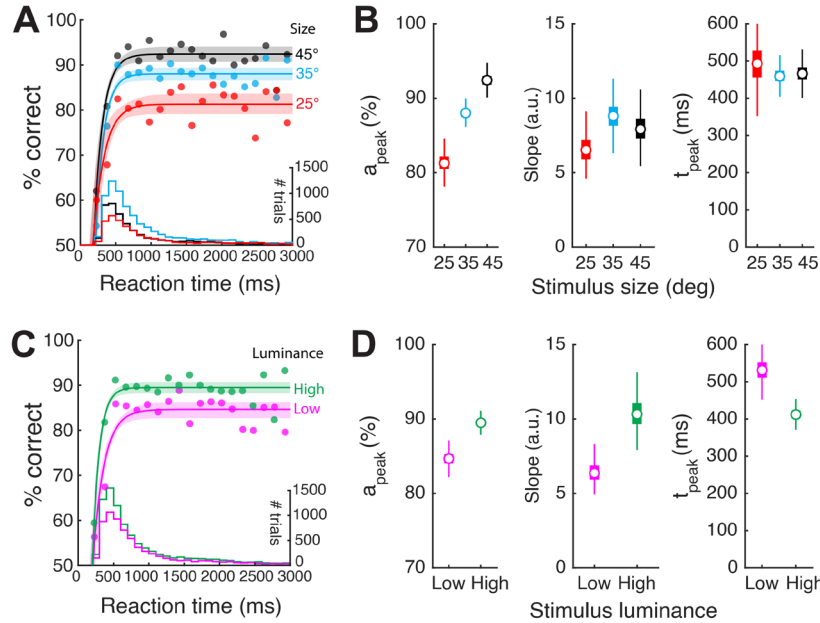 A
100
90
80
70
60
50
% correct
Size
45°
35°
25°
1500
1000
500
0
# trials
0 500 1000 1500 2000 2500 3000
Reaction time (ms)
B
100
90
80
70
a peak (%)
25 35 45
15
10
5
0
Slope (a.u.)
25 35 45
600
500
400
300
200
100
0
t peak (ms)
25 35 45
Stimulus size (deg)
C
100
90
80
70
60
50
% correct
Luminance
High
Low
1500
1000
500
0
# trials
0 500 1000 1500 2000 2500 3000
Reaction time (ms)
D
100
90
80
70
a peak (%)
Low High
15
10
5
0
Slope (a.u.)
Low High
600
500
400
300
200
100
0
t peak (ms)
Low High
Stimulus luminance